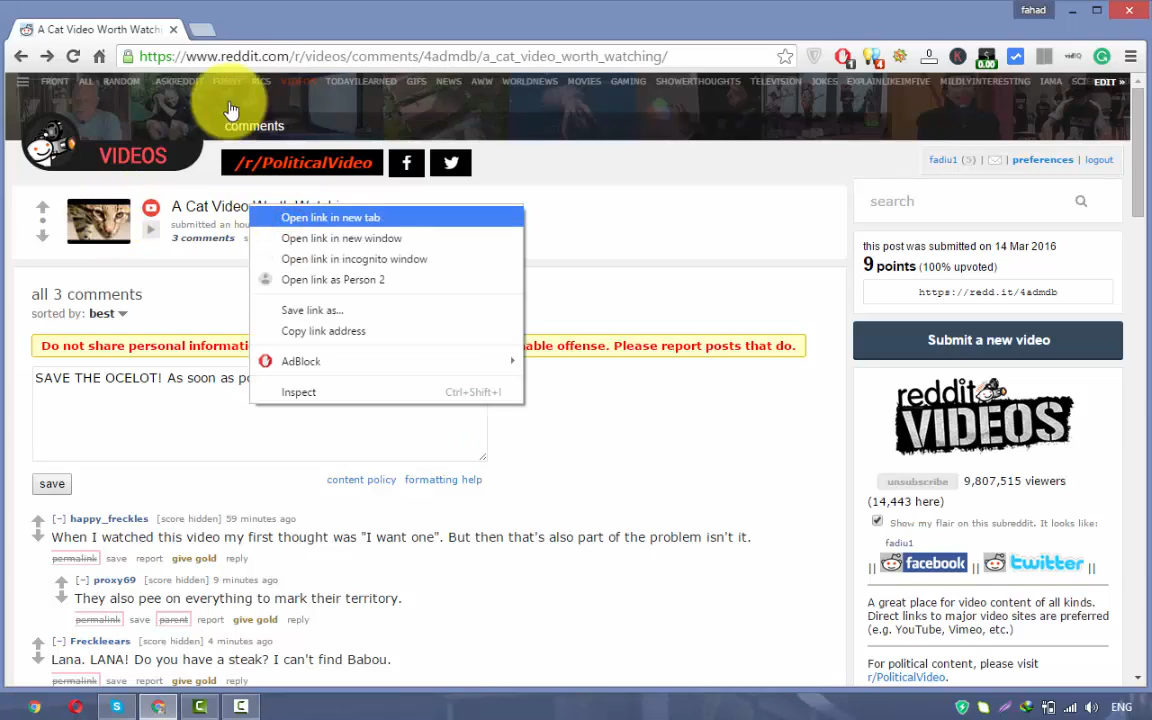 fahad
A Cat Video Worth Watch
https://www.reddit.com/r/videos/comments/4admdb/a_cat_video_worth_watching/
FRONT ALL RANDOM ASKREDDIT FUNNY PICS VIDEOS TODAYILEARNED GIFS NEWS AWW WORLDNEWS MOVIES GAMING SHOWERTHOUGHTS TELEVISION JOKES EXPLAINLIKEIMFIVE MILDLYINTERESTING IAMA SCIE EDIT »
comments
VIDEOS
/r/PoliticalVideo
fadiu1 (5) preferences logout
search
A Cat Video Worth Watching
submitted an hou
3 comments s
Open link in new tab
Open link in new window
Open link in incognito window
Open link as Person 2
Save link as...
Copy link address
AdBlock
Inspect Ctrl+Shift+I
this post was submitted on 14 Mar 2016
9 points (100% upvoted)
https://redd.it/4admdb
Submit a new video
all 3 comments
sorted by: best
Do not share personal informati
able offense. Please report posts that do.
SAVE THE OCELOT! As soon as po
save
content policy formatting help
reddit
VIDEOS
unsubscribe 9,807,515 viewers
(14,443 here)
Show my flair on this subreddit. It looks like:
fadiu1
|| facebook || twitter ||
A great place for video content of all kinds.
Direct links to major video sites are preferred
(e.g. YouTube, Vimeo, etc.)
For political content, please visit
r/PoliticalVideo.
[–] happy_freckles [score hidden] 59 minutes ago
When I watched this video my first thought was "I want one". But then that's also part of the problem isn't it.
permalink save report give gold reply
[–] proxy69 [score hidden] 9 minutes ago
They also pee on everything to mark their territory.
permalink save parent report give gold reply
[–] Freckleears [score hidden] 4 minutes ago
Lana. LANA! Do you have a steak? I can't find Babou.
permalink save report give gold reply
ENG